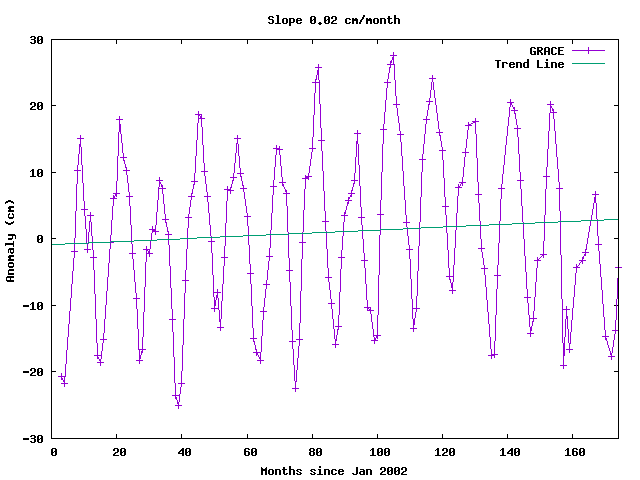 Slope 0.02 cm/month
GRACE
Trend Line
30
20
10
0
-10
-20
-30
Anomaly (cm)
0 20 40 60 80 100 120 140 160
Months since Jan 2002